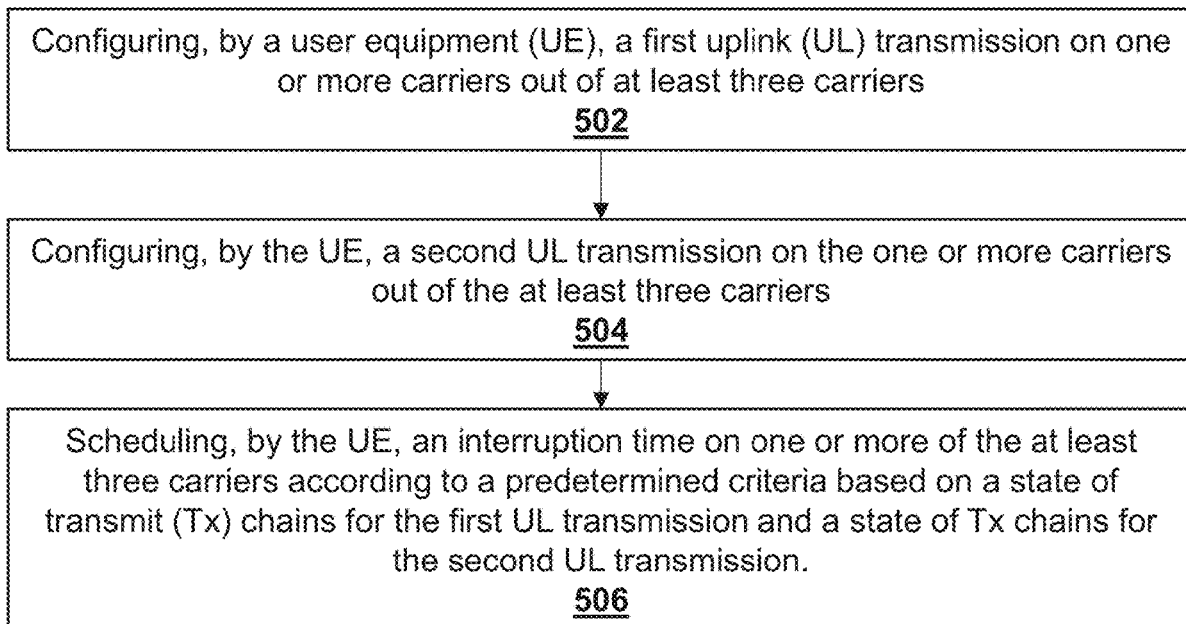 Configuring, by a user equipment (UE), a first uplink (UL) transmission on one
or more carriers out of at least three carriers
502
Configuring, by the UE, a second UL transmission on the one or more carriers
out of the at least three carriers
504
Scheduling, by the UE, an interruption time on one or more of the at least
three carriers according to a predetermined criteria based on a state of
transmit (Tx) chains for the first UL transmission and a state of Tx chains for
the second UL transmission.
506